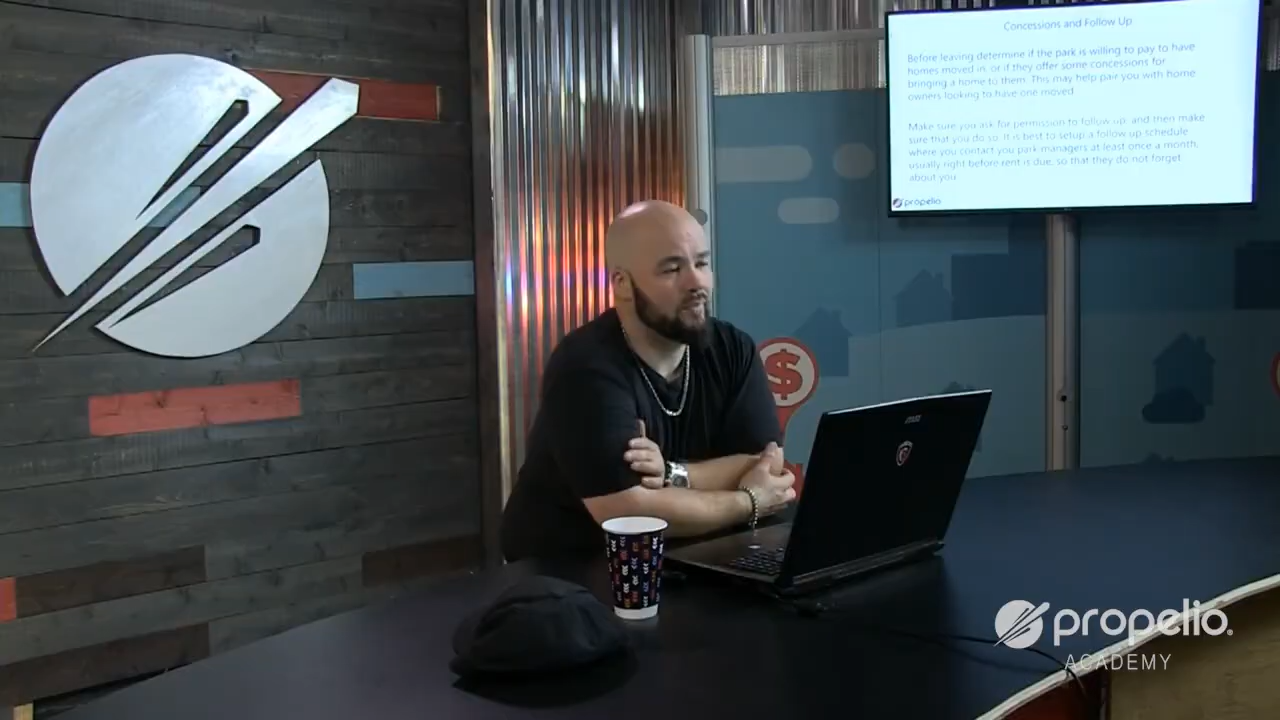 Concessions and Follow Up
Before leaving determine if the park is willing to pay to have
homes moved in, or if they offer some concessions for
bringing a home to them. This may help pair you with home
owners looking to have one moved.
Make sure you ask for permission to follow up, and then make
sure that you do so. It is best to setup a follow up schedule
where you contact you park managers at least once a month,
usually right before rent is due, so that they do not forget
about you.
propelio
$
msi
propelio.
ACADEMY